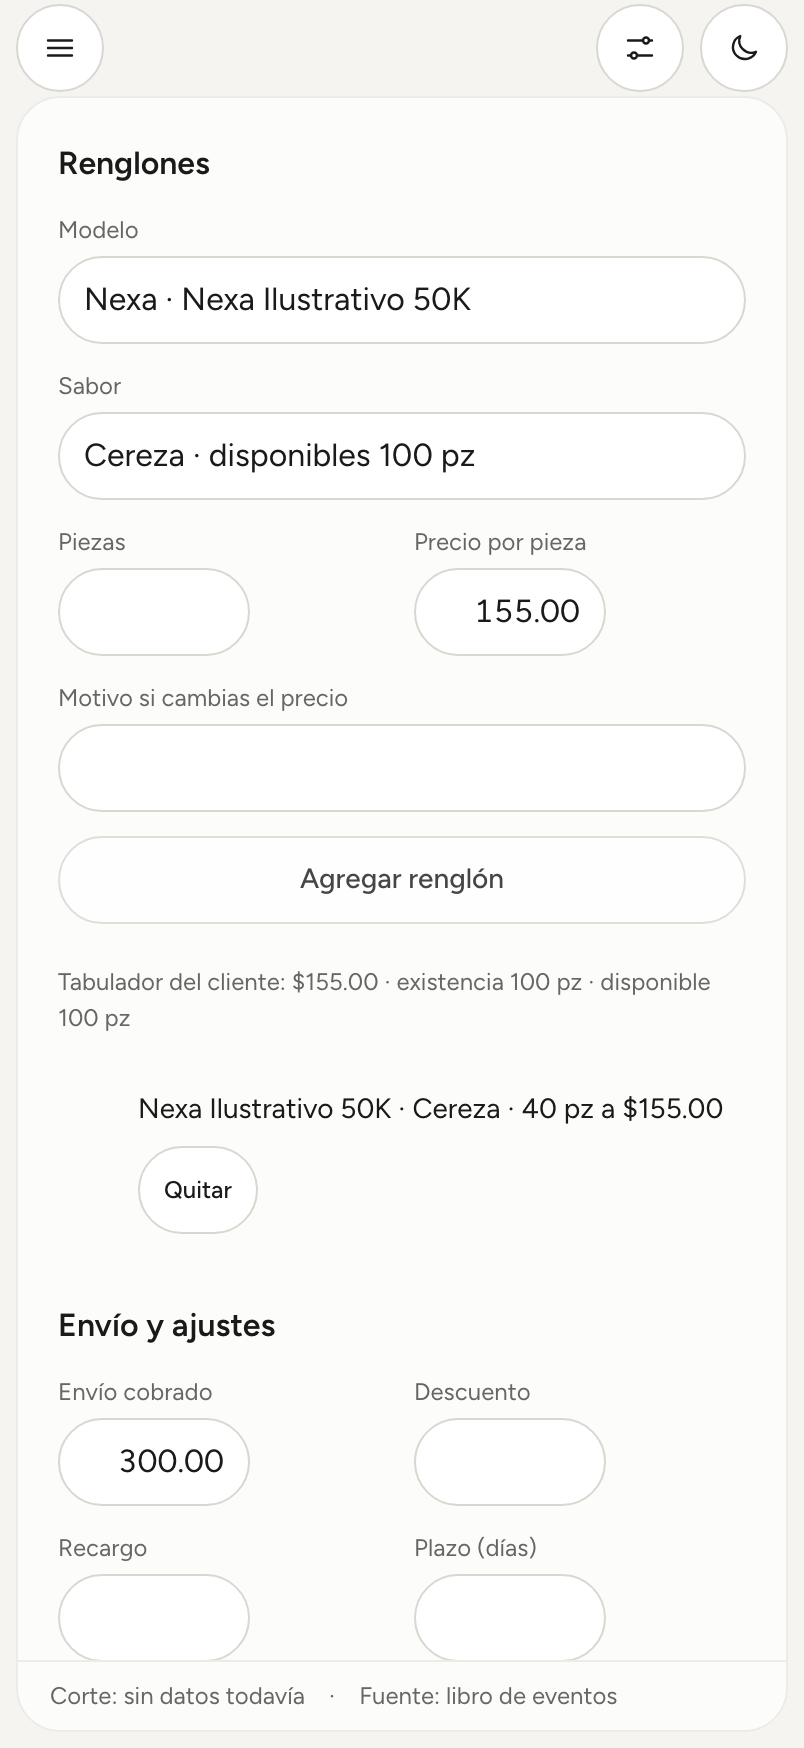 Renglones
Modelo
Nexa · Nexa Ilustrativo 50K
Sabor
Cereza · disponibles 100 pz
Piezas
Precio por pieza
155.00
Motivo si cambias el precio
Agregar renglón
Tabulador del cliente: $155.00 · existencia 100 pz · disponible
100 pz
Nexa Ilustrativo 50K · Cereza · 40 pz a $155.00
Quitar
Envío y ajustes
Envío cobrado
Descuento
300.00
Recargo
Plazo (días)
Corte: sin datos todavía · Fuente: libro de eventos